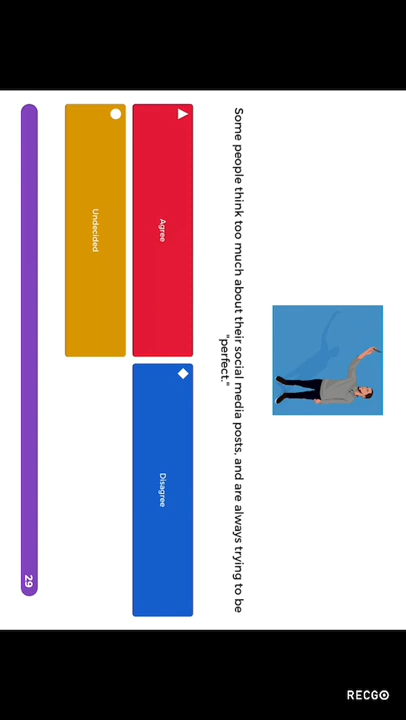 Some people think too much about their social media posts, and are always trying to be
"perfect."
Agree
Disagree
Undecided
29
RECGO